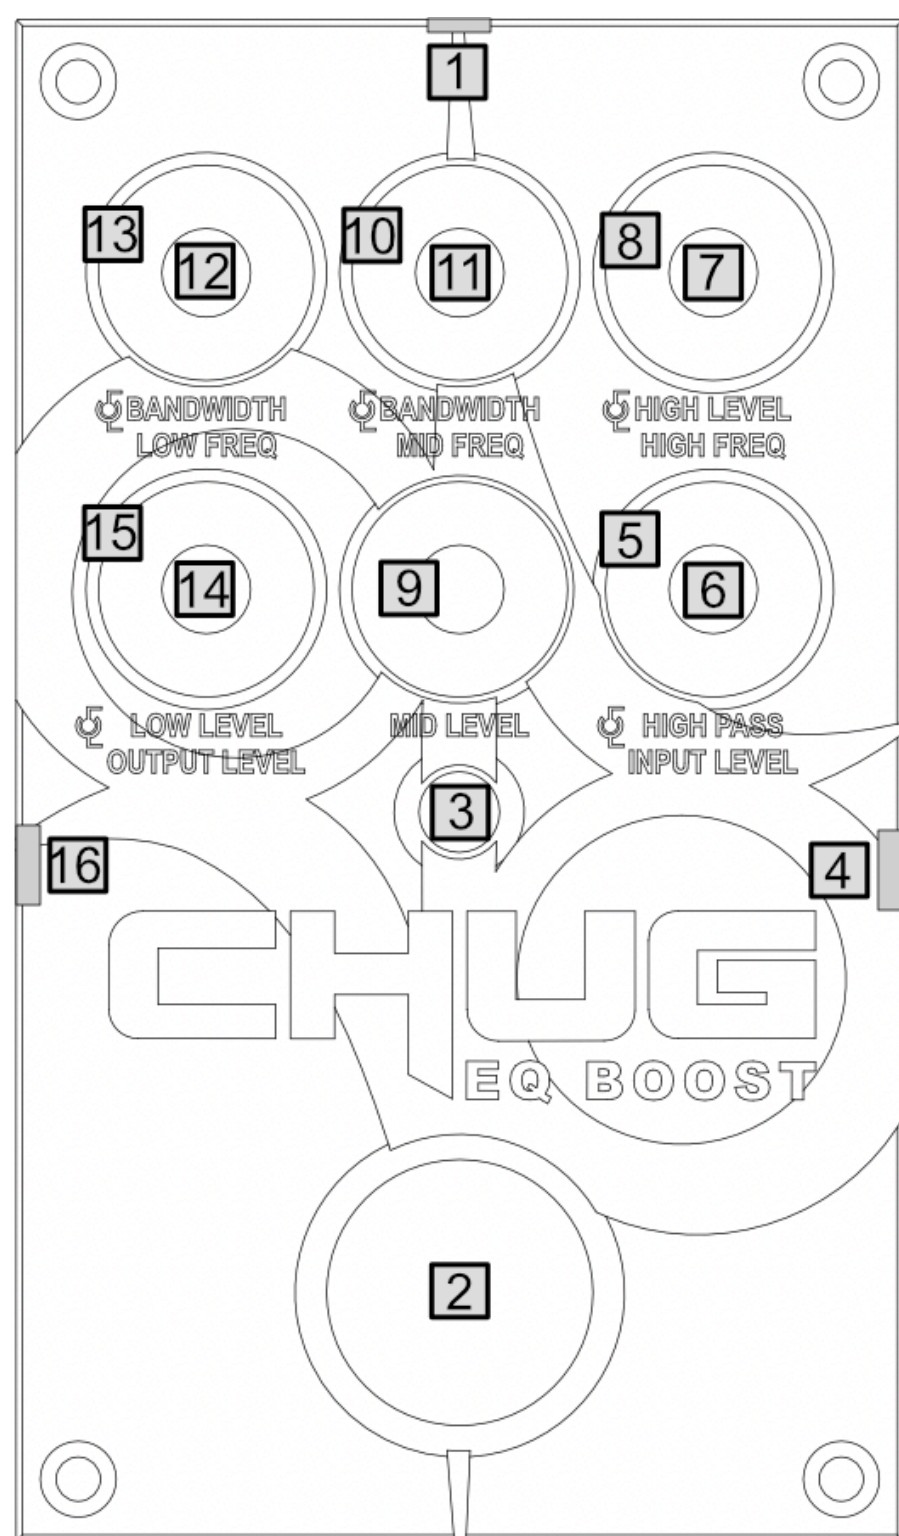 1
13 12 10 11 8 7
BANDWIDTH BANDWIDTH HIGH LEVEL
LOW FREQ MID FREQ HIGH FREQ
15 14 9 5 6
LOW LEVEL MID LEVEL HIGH PASS
OUTPUT LEVEL INPUT LEVEL
3
16 4
CHUG
EQ BOOST
2